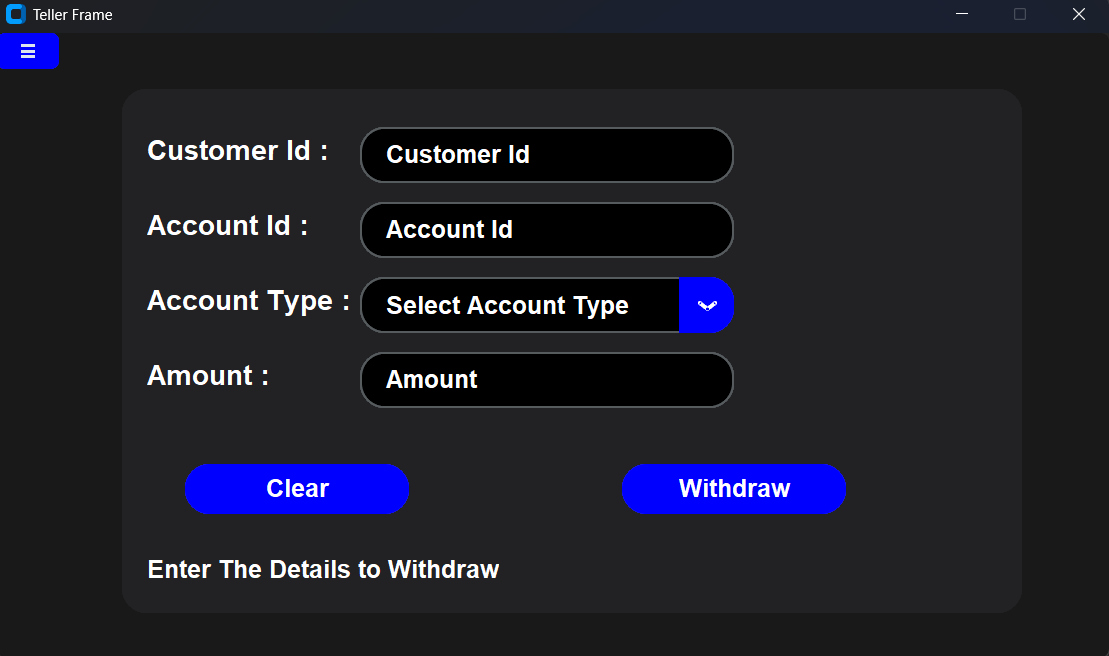 Teller Frame
Customer Id : Customer Id
Account Id : Account Id
Account Type : Select Account Type
Amount : Amount
Clear Withdraw
Enter The Details to Withdraw